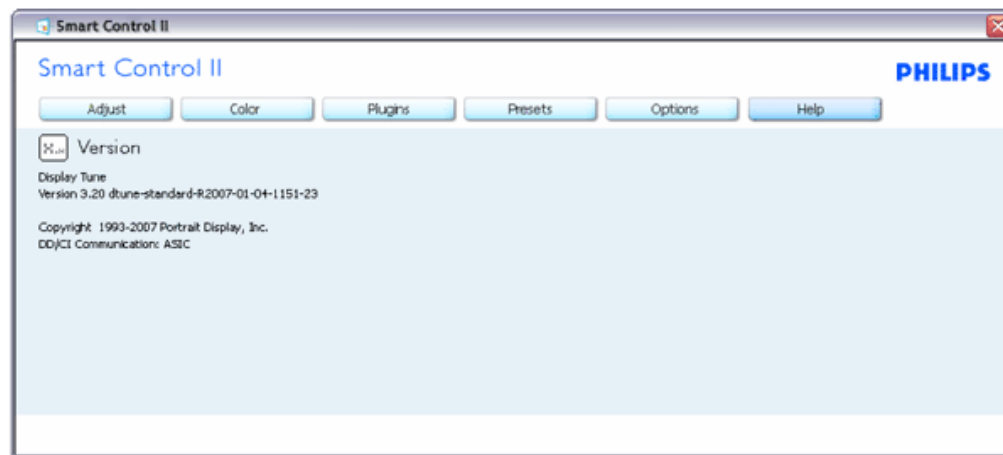 Smart Control II
Smart Control II
PHILIPS
Adjust Color Plugins Presets Options Help
Version
Display Tune
Version 3.20 dtune-standard-R2007-01-04-1151-23
Copyright 1993-2007 Portrait Display, Inc.
DD/CI Communication: ASIC